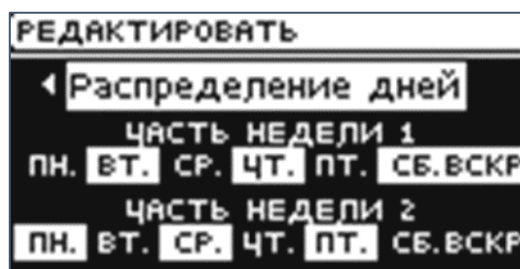 РЕДАКТИРОВАТЬ
Распределение дней
ЧАСТЬ НЕДЕЛИ 1
ПН. ВТ. СР. ЧТ. ПТ. СБ.ВСКР
ЧАСТЬ НЕДЕЛИ 2
ПН. ВТ. СР. ЧТ. ПТ. СБ.ВСКР